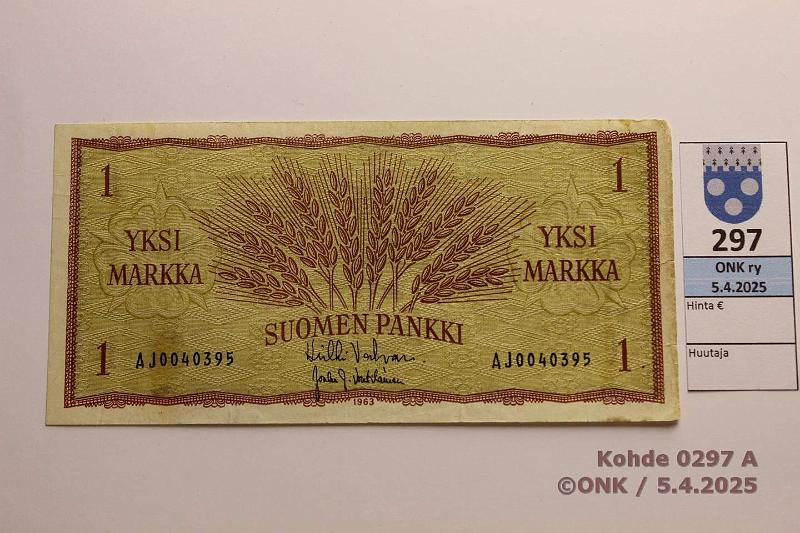 1
1
YKSI
MARKKA
YKSI
MARKKA
SUOMEN PANKKI
1
AJ0040395
AJ0040395
1
1963
297
ONK ry
5.4.2025
Hinta €
Huutaja
Kohde 0297 A
©ONK / 5.4.2025